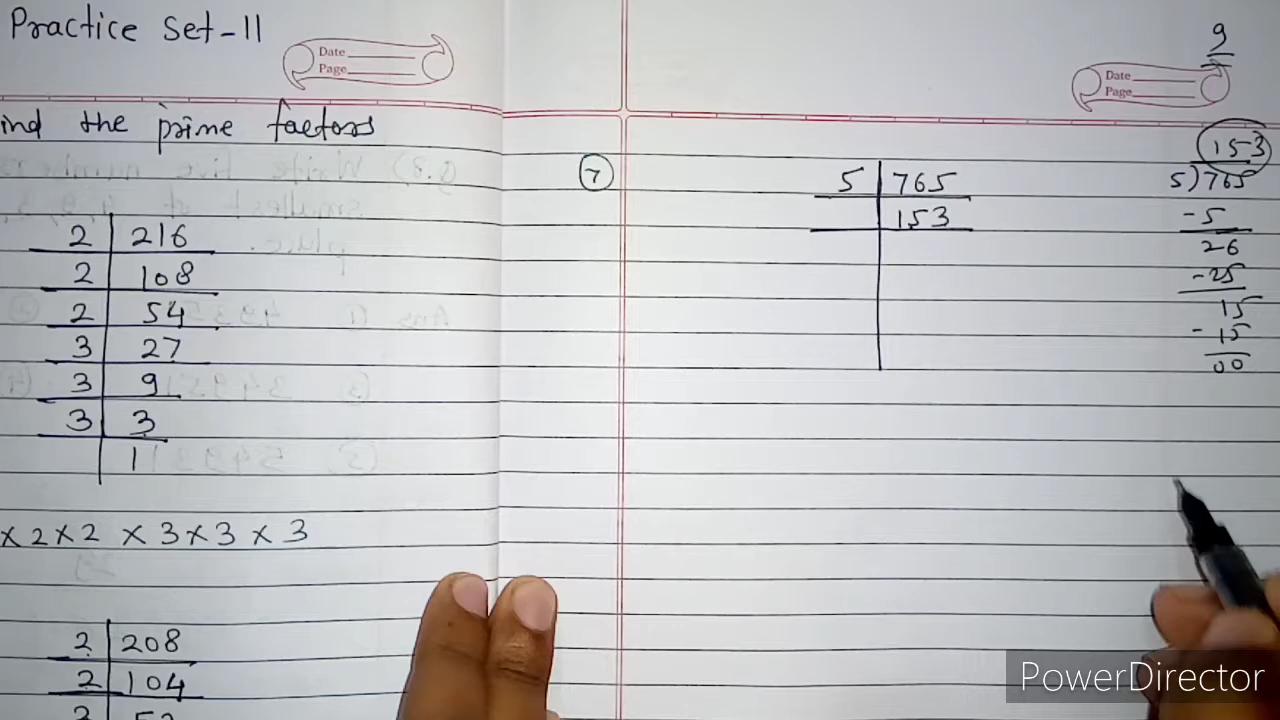 Practice Set-11
Date
Page
ind the prime factors
2 | 216
2 | 108
2 | 54
3 | 27
3 | 9
3 | 3
1
x 2 x 2 x 3 x 3 x 3
2 | 208
2 | 104
9
Date
Page
7
5 | 765
153
153
5) 765
-5
26
-25
15
-15
00
PowerDirector